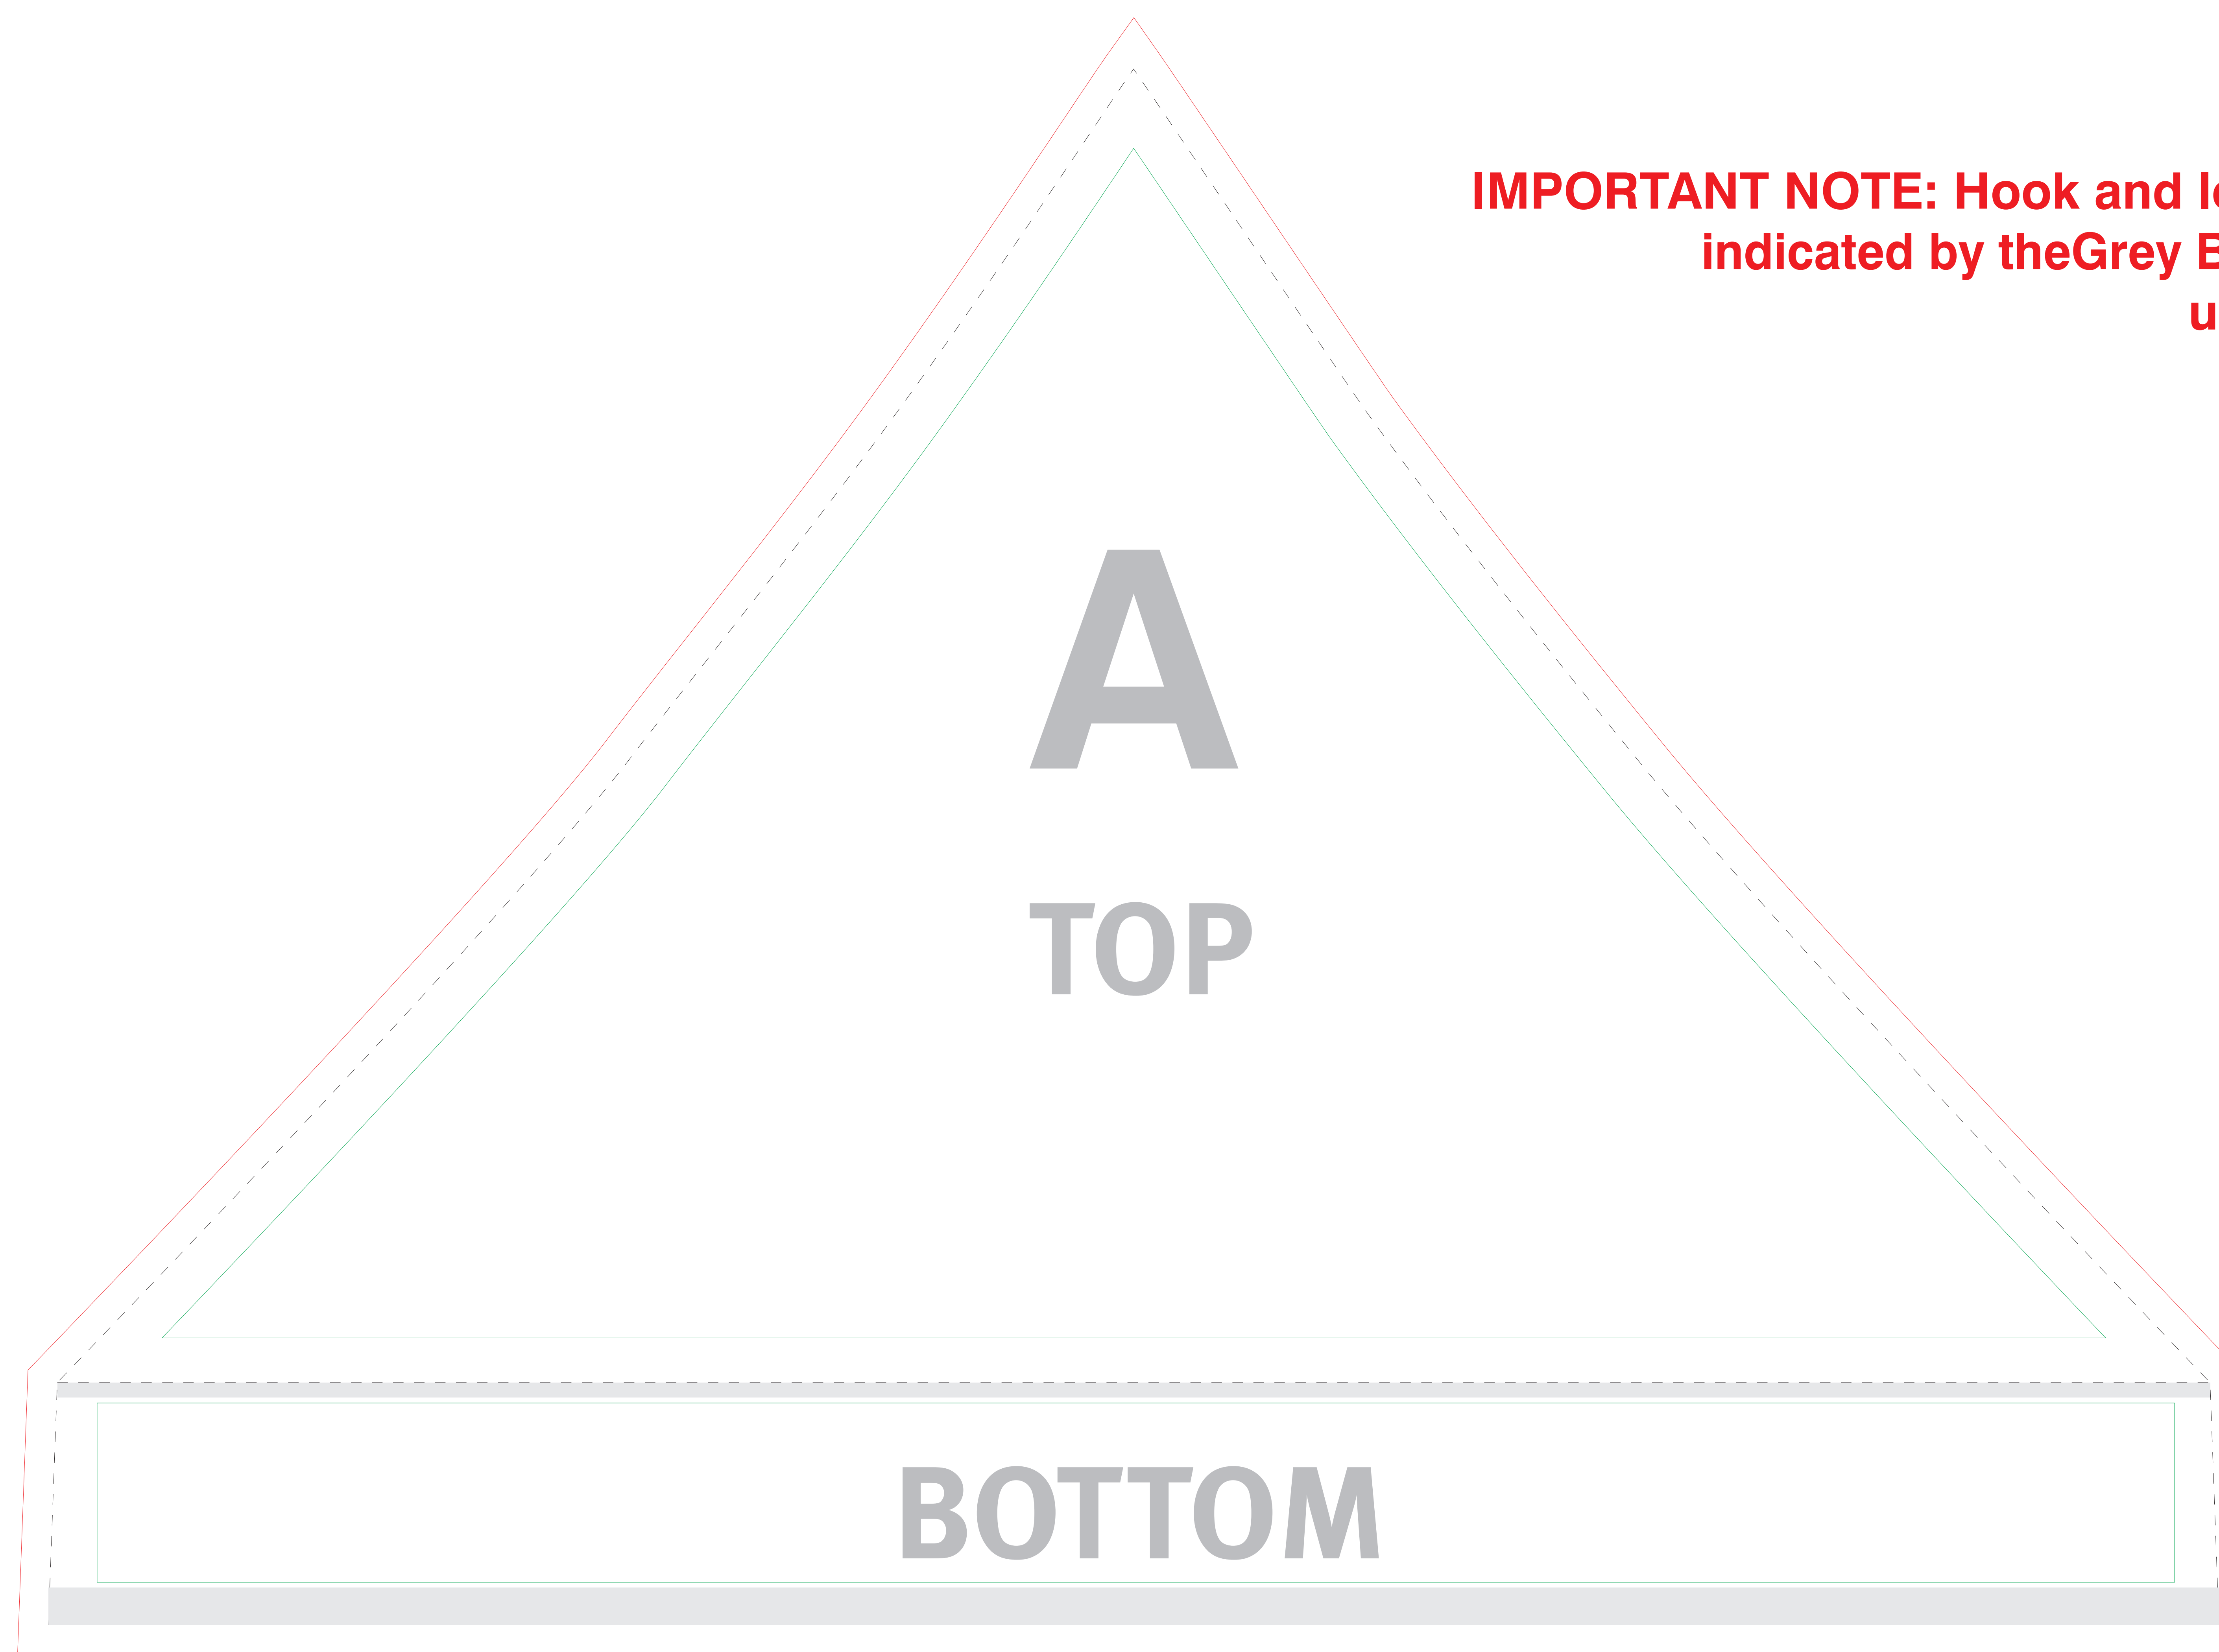 IMPORTANT NOTE: Hook and
indicated by theGrey
A
TOP
BOTTOM